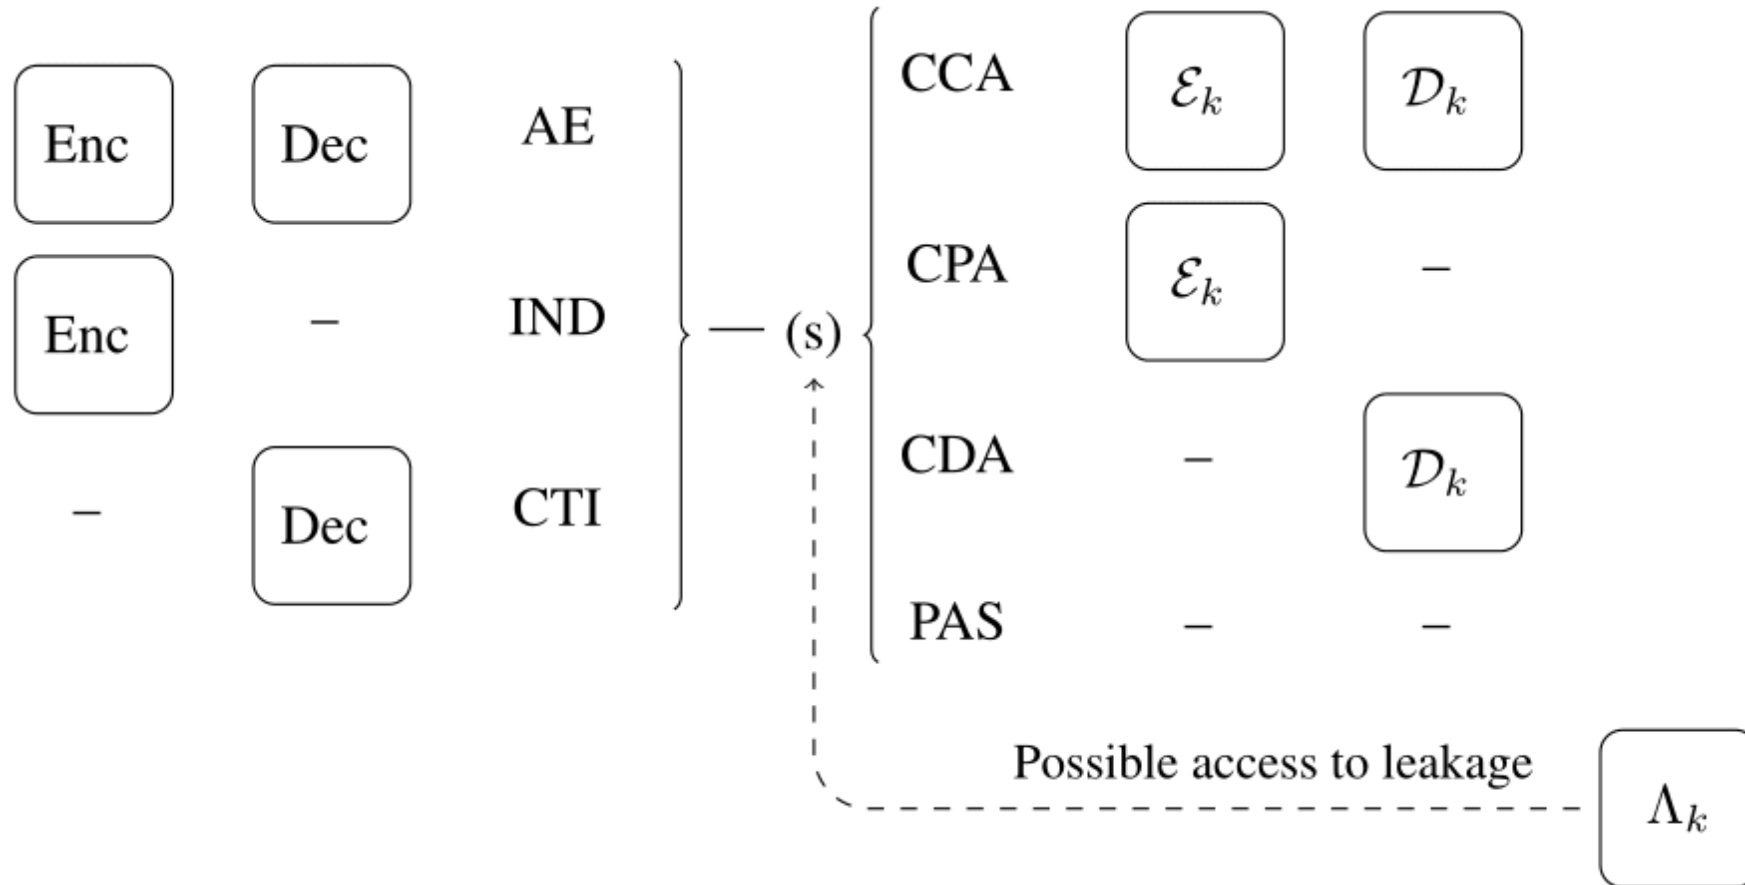 Enc Dec AE
Enc – IND
– Dec CTI
— (s)
CCA ℰ_k 𝒟_k
CPA ℰ_k –
CDA – 𝒟_k
PAS – –
Possible access to leakage
Λ_k